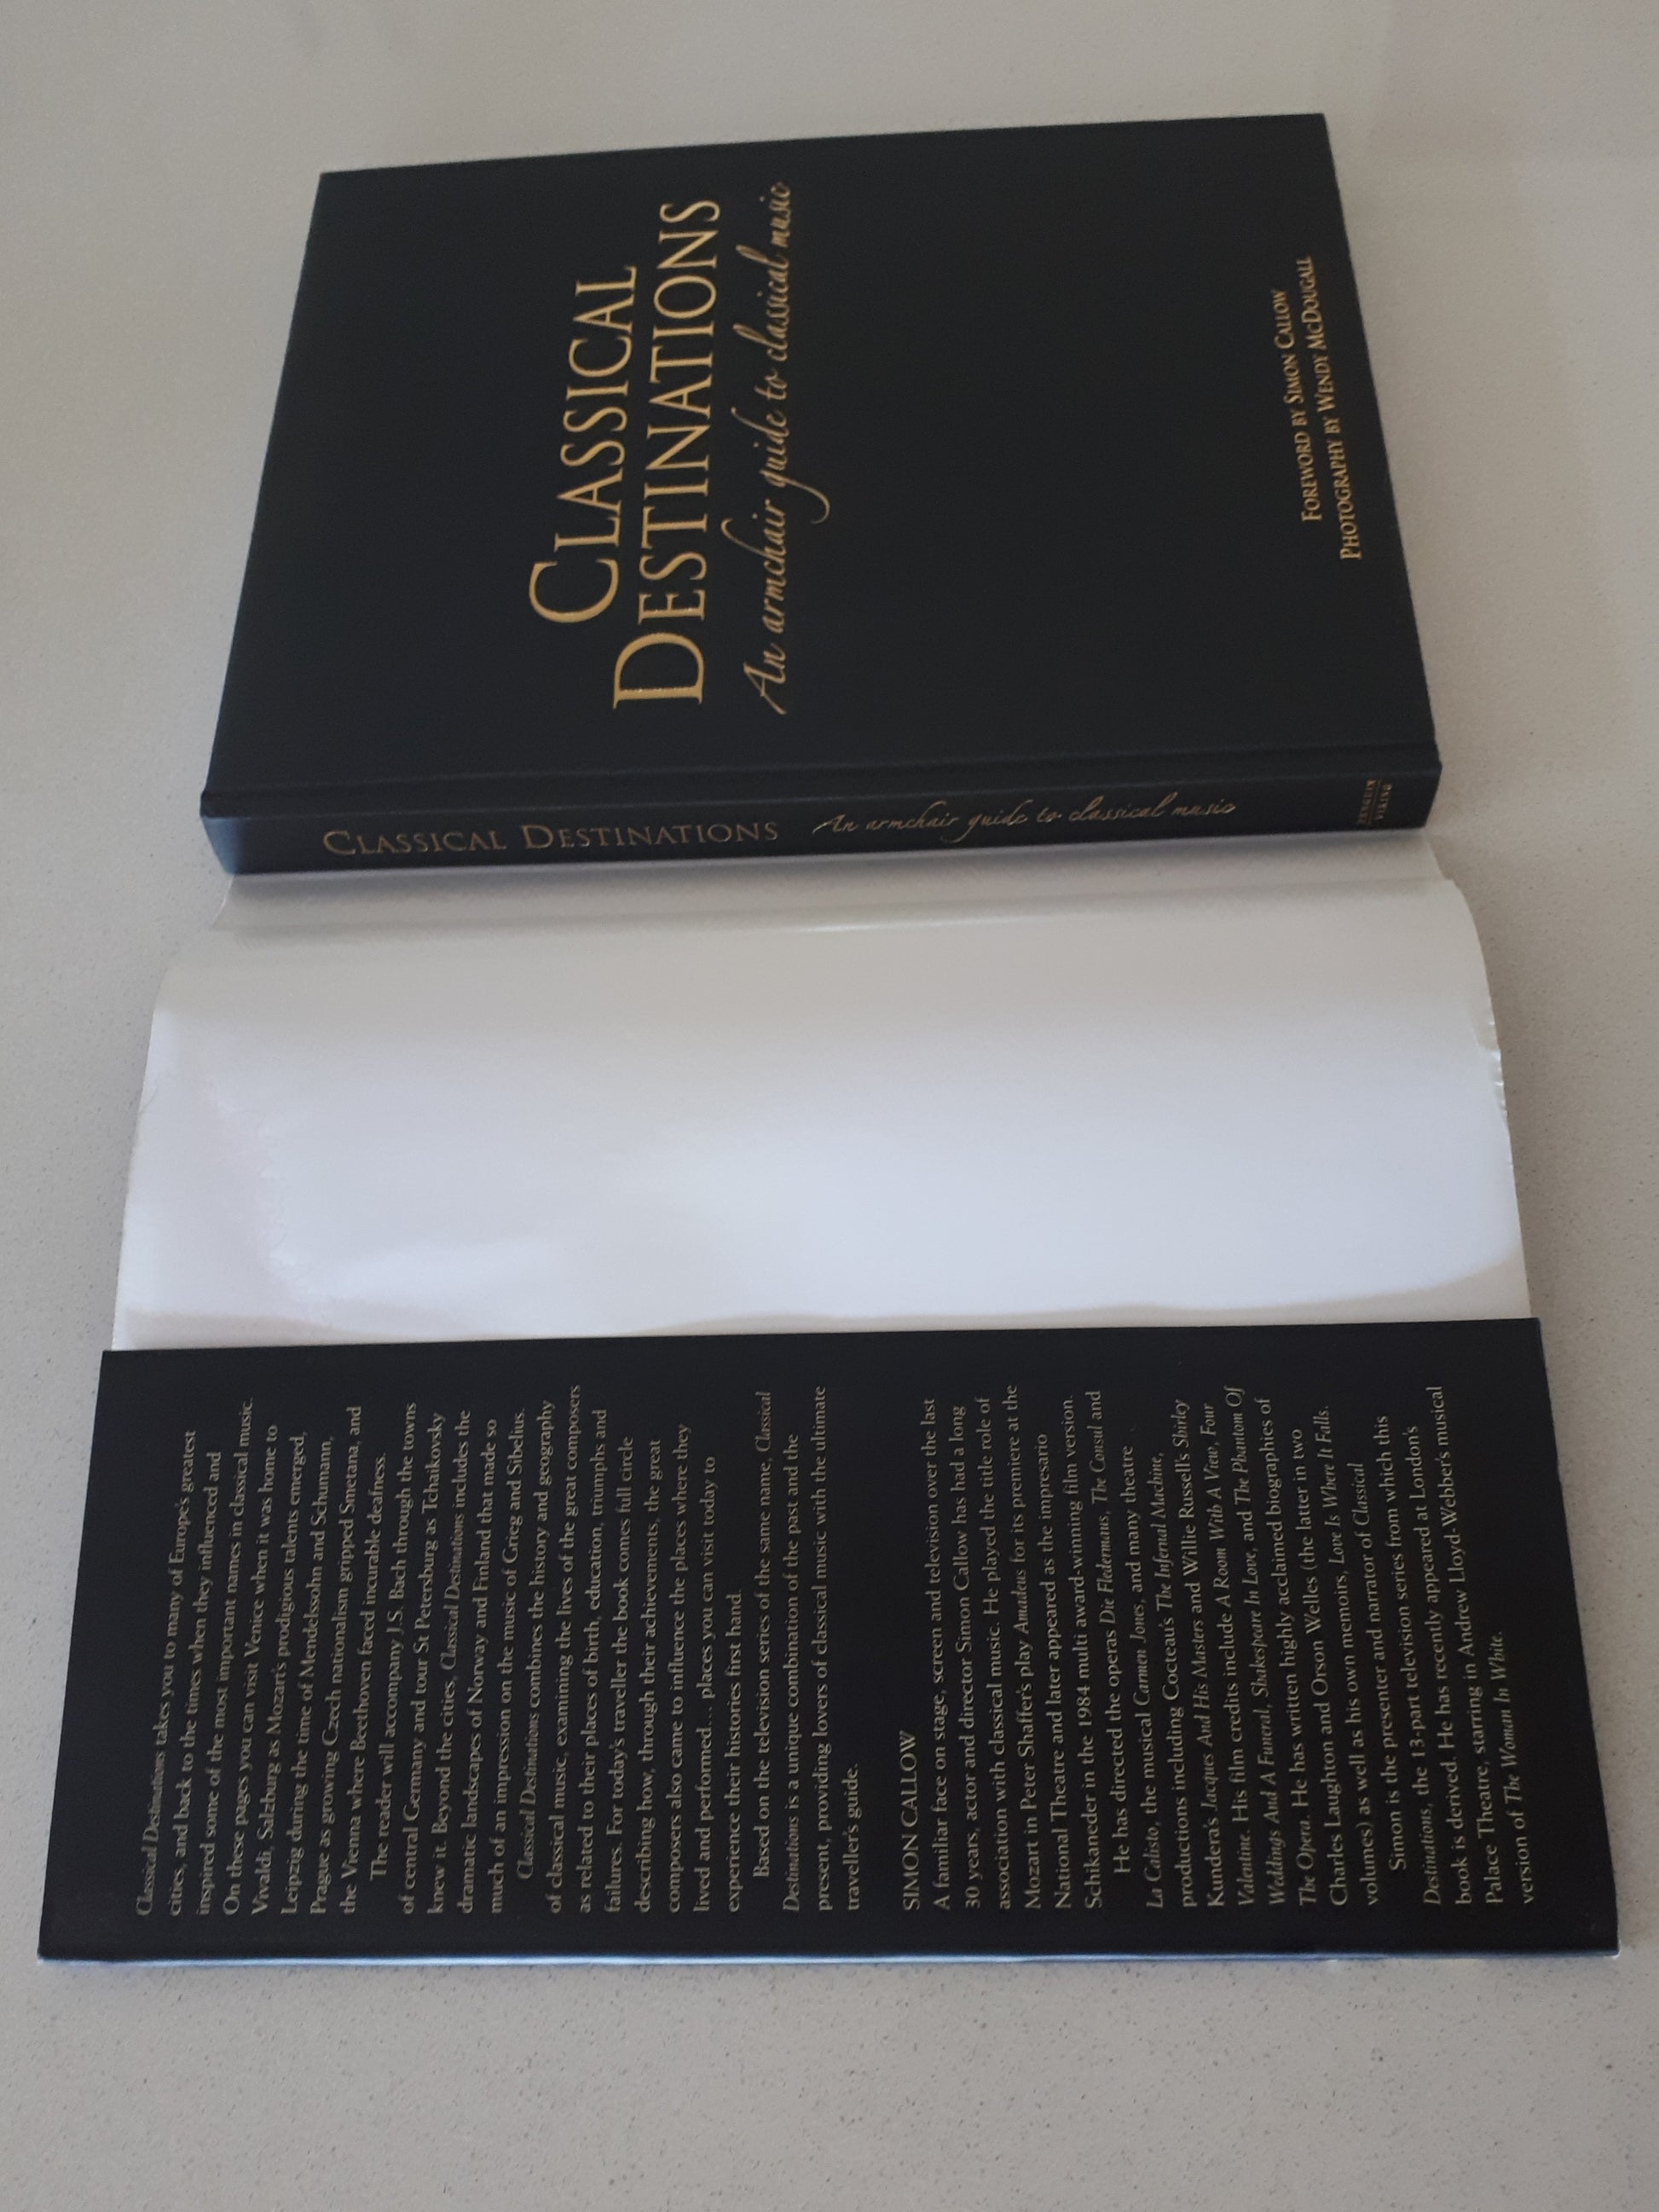 CLASSICAL
DESTINATIONS
An armchair guide to classical music
FOREWORD BY SIMON CALLOW
PHOTOGRAPHY BY WENDY MCDOUGALL
CLASSICAL DESTINATIONS An armchair guide to classical music
PENGUIN
VIKING
Classical Destinations takes you to many of Europe's greatest
cities, and back to the times when they influenced and
inspired some of the most important names in classical music.
On these pages you can visit Venice when it was home to
Vivaldi, Salzburg as Mozart's prodigious talents emerged,
Leipzig during the time of Mendelssohn and Schumann,
Prague as growing Czech nationalism gripped Smetana, and
the Vienna where Beethoven faced incurable deafness.
The reader will accompany J.S. Bach through the towns
of central Germany and tour St Petersburg as Tchaikovsky
knew it. Beyond the cities, Classical Destinations includes the
dramatic landscapes of Norway and Finland that made so
much of an impression on the music of Greig and Sibelius.
Classical Destinations combines the history and geography
of classical music, examining the lives of the great composers
as related to their places of birth, education, triumphs and
failures. For today's traveller the book comes full circle
describing how, through their achievements, the great
composers also came to influence the places where they
lived and performed... places you can visit today to
experience their histories first hand.
Based on the television series of the same name, Classical
Destinations is a unique combination of the past and the
present, providing lovers of classical music with the ultimate
traveller's guide.
SIMON CALLOW
A familiar face on stage, screen and television over the last
30 years, actor and director Simon Callow has had a long
association with classical music. He played the title role of
Mozart in Peter Shaffer's play Amadeus for its premiere at the
National Theatre and later appeared as the impresario
Schikaneder in the 1984 multi award-winning film version.
He has directed the operas Die Fledermus, The Consul and
La Calisto, the musical Carmen Jones, and many theatre
productions including Cocteau's The Infernal Machine,
Kundera's Jacques And His Masters and Willie Russell's Shirley
Valentine. His film credits include A Room With A View, Four
Weddings And A Funeral, Shakespeare In Love, and The Phantom Of
The Opera. He has written highly acclaimed biographies of
Charles Laughton and Orson Welles (the latter in two
volumes) as well as his own memoirs, Love Is Where It Falls.
Simon is the presenter and narrator of Classical
Destinations, the 13-part television series from which this
book is derived. He has recently appeared at London's
Palace Theatre, starring in Andrew Lloyd-Webber's musical
version of The Woman In White.